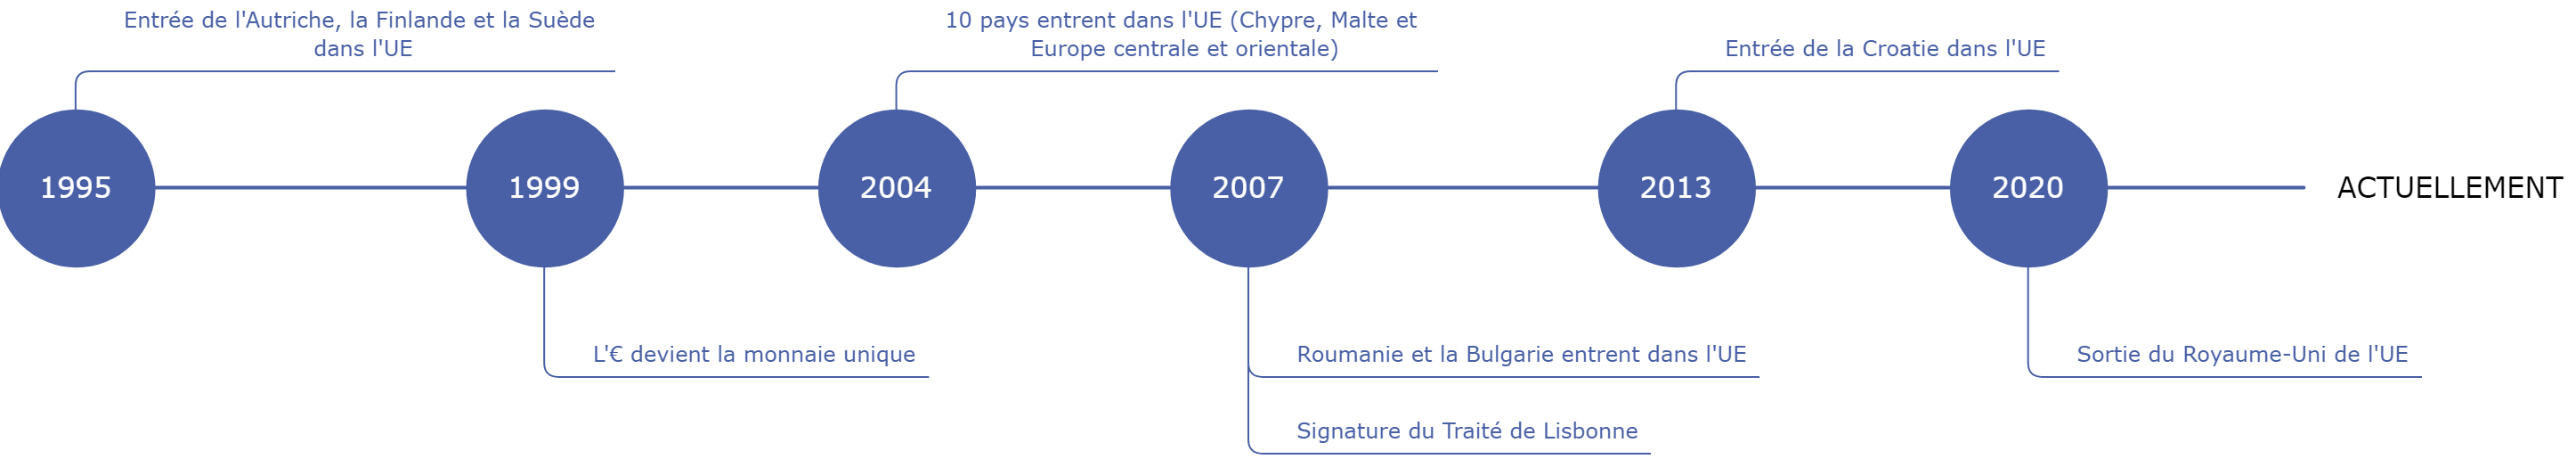 Entrée de l'Autriche, la Finlande et la Suède
dans l'UE
10 pays entrent dans l'UE (Chypre, Malte et
Europe centrale et orientale)
Entrée de la Croatie dans l'UE
1995
1999
2004
2007
2013
2020
ACTUELLEMENT
L'€ devient la monnaie unique
Roumanie et la Bulgarie entrent dans l'UE
Sortie du Royaume-Uni de l'UE
Signature du Traité de Lisbonne